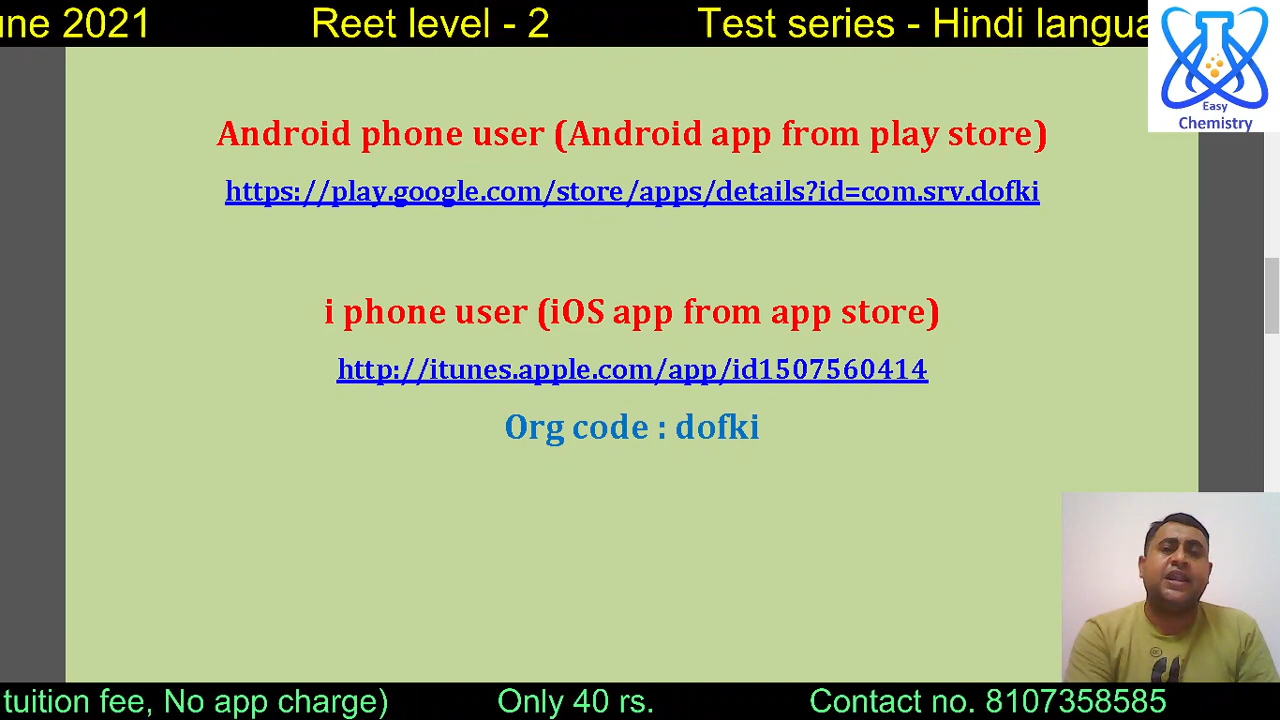 une 2021 Reet level - 2 Test series - Hindi langua
Easy
Chemistry
Android phone user (Android app from play store)
https://play.google.com/store/apps/details?id=com.srv.dofki
i phone user (iOS app from app store)
http://itunes.apple.com/app/id1507560414
Org code : dofki
tuition fee, No app charge) Only 40 rs. Contact no. 8107358585